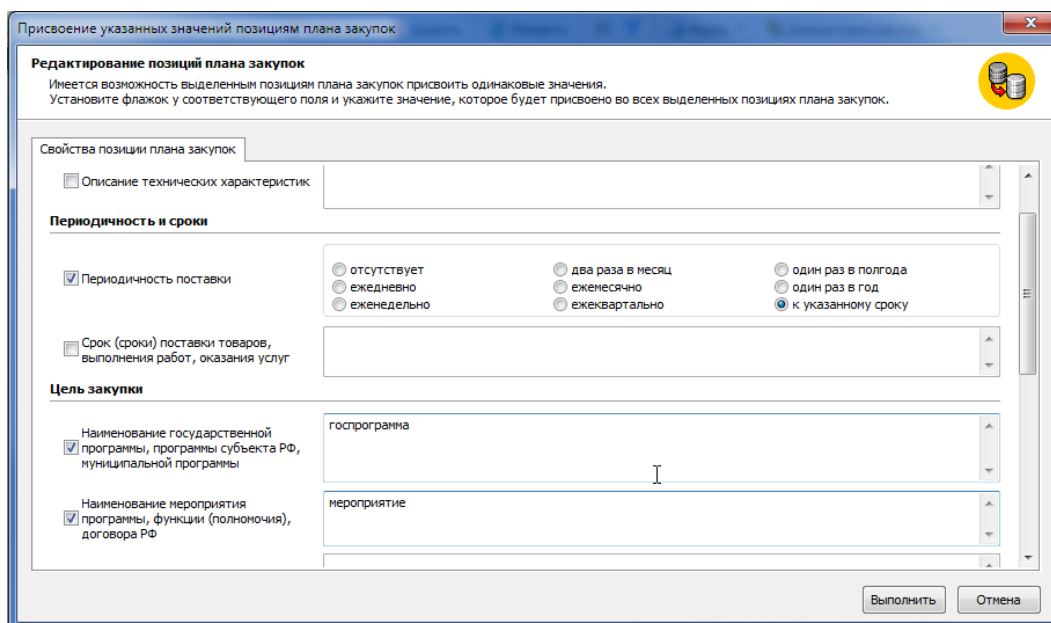 Присвоение указанных значений позициям плана закупок
Редактирование позиций плана закупок
Имеется возможность выделенным позициям плана закупок присвоить одинаковые значения.
Установите флажок у соответствующего поля и укажите значение, которое будет присвоено во всех выделенных позициях плана закупок.
Свойства позиции плана закупок
Описание технических характеристик
Периодичность и сроки
Периодичность поставки
отсутствует
два раза в месяц
один раз в полгода
ежедневно
ежемесячно
один раз в год
еженедельно
ежеквартально
к указанному сроку
Срок (сроки) поставки товаров,
выполнения работ, оказания услуг
Цель закупки
Наименование государственной
программы, программы субъекта РФ,
муниципальной программы
госпрограмма
Наименование мероприятия
программы, функции (полномочия),
договора РФ
мероприятие
Выполнить
Отмена